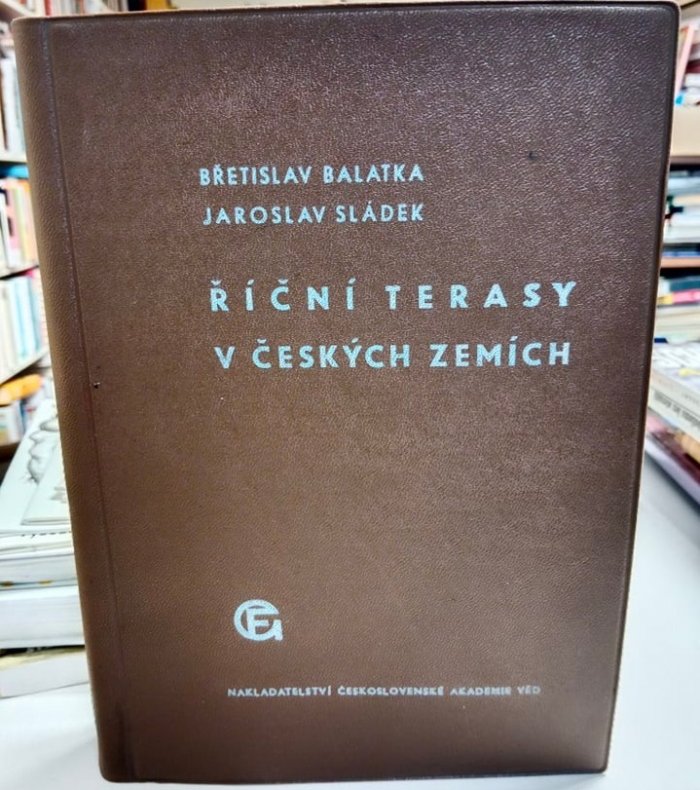 BŘETISLAV BALATKA
JAROSLAV SLÁDEK
ŘÍČNÍ TERASY
V ČESKÝCH ZEMÍCH
NAKLADATELSTVÍ ČESKOSLOVENSKÉ AKADEMIE VĚD